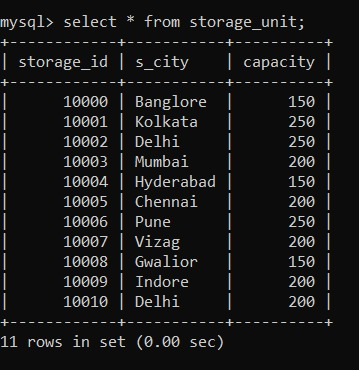 mysql> select * from storage_unit;
+------------+-----------+----------+
| storage_id | s_city    | capacity |
+------------+-----------+----------+
|      10000 | Banglore  |      150 |
|      10001 | Kolkata   |      250 |
|      10002 | Delhi     |      250 |
|      10003 | Mumbai    |      200 |
|      10004 | Hyderabad |      150 |
|      10005 | Chennai   |      200 |
|      10006 | Pune      |      250 |
|      10007 | Vizag     |      200 |
|      10008 | Gwalior   |      150 |
|      10009 | Indore    |      200 |
|      10010 | Delhi     |      200 |
+------------+-----------+----------+
11 rows in set (0.00 sec)